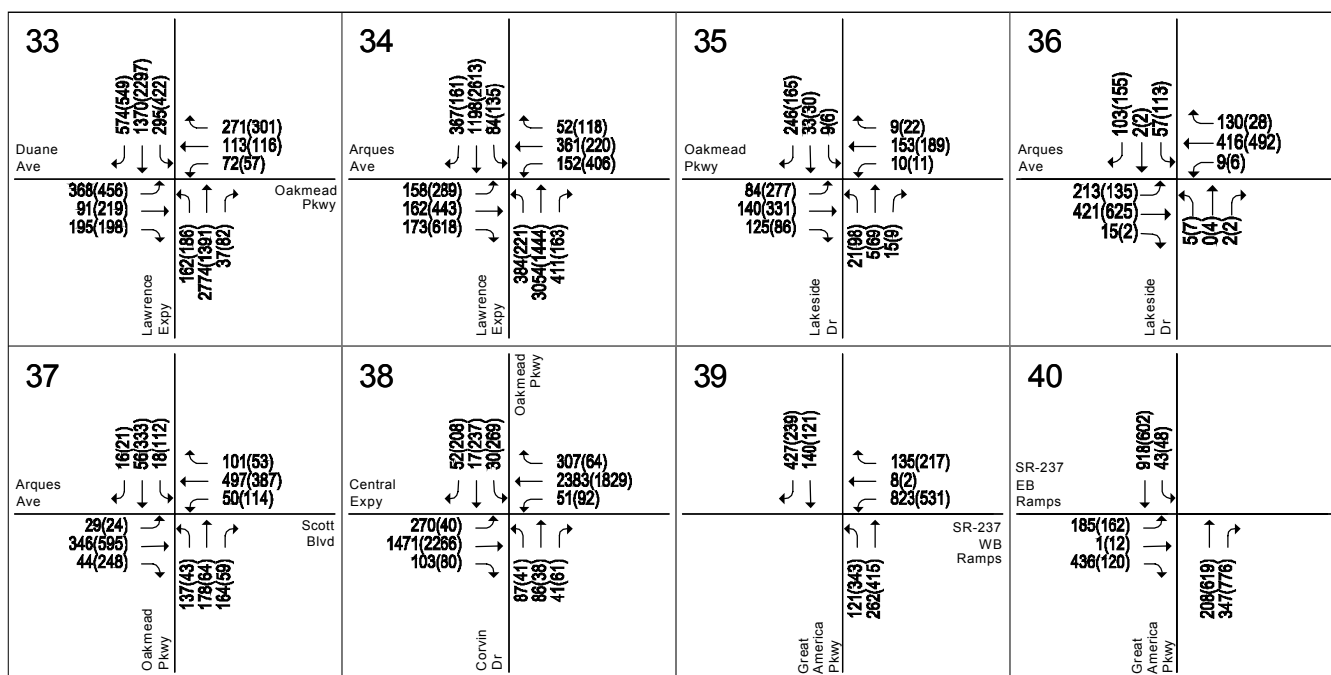 33
574(549)
1370(2297)
295(422)
271(301)
113(116)
72(57)
Duane
Ave
368(456)
91(219)
195(198)
Oakmead
Pkwy
162(186)
2774(1391)
37(82)
Lawrence
Expy
34
367(161)
1198(2613)
84(135)
52(118)
361(220)
152(406)
Arques
Ave
158(289)
162(443)
173(618)
384(221)
3054(1444)
411(163)
Lawrence
Expy
35
246(165)
33(30)
9(6)
9(22)
153(189)
10(11)
Oakmead
Pkwy
84(277)
140(331)
125(86)
21(98)
5(69)
15(9)
Lakeside
Dr
36
103(155)
2(2)
57(113)
130(28)
416(492)
9(6)
Arques
Ave
213(135)
421(625)
15(2)
5(7)
0(4)
2(2)
Lakeside
Dr
37
16(21)
56(333)
18(112)
101(53)
497(387)
50(114)
Arques
Ave
29(24)
346(595)
44(248)
Scott
Blvd
137(43)
178(64)
164(59)
Oakmead
Pkwy
38
Oakmead
Pkwy
52(208)
17(237)
30(269)
307(64)
2383(1829)
51(92)
Central
Expy
270(40)
1471(2266)
103(80)
87(41)
86(38)
41(61)
Corvin
Dr
39
427(239)
140(121)
135(217)
8(2)
823(531)
SR-237
WB
Ramps
121(343)
262(415)
Great
America
Pkwy
40
918(602)
43(48)
SR-237
EB
Ramps
185(162)
1(12)
436(120)
208(619)
347(776)
Great
America
Pkwy